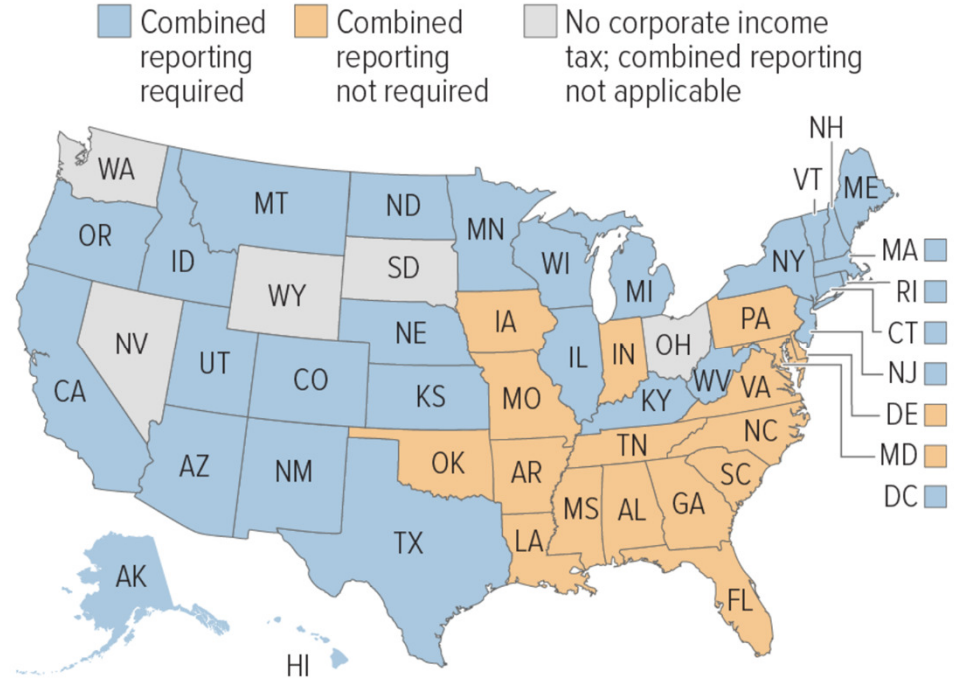 Combined
reporting
required
Combined
reporting
not required
No corporate income
tax; combined reporting
not applicable
NH
VT
ME
WA
MT
ND
MN
OR
ID
SD
WI
NY
MA
MI
RI
WY
IA
PA
CT
NV
NE
IL
IN
OH
NJ
UT
CO
WV
VA
CA
KS
MO
KY
DE
NC
MD
AZ
NM
OK
AR
TN
SC
DC
MS
AL
GA
TX
LA
AK
FL
HI